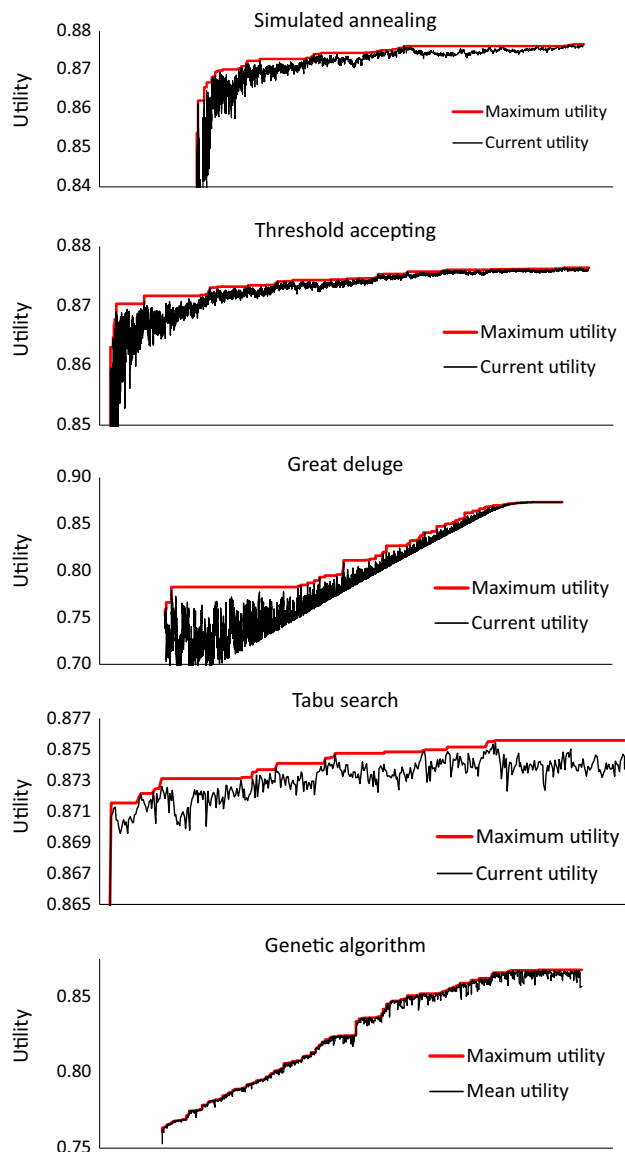 Simulated annealing
0.88
0.87
0.86
0.85
0.84
Utility
Maximum utility
Current utility
Threshold accepting
0.88
0.87
0.86
0.85
Utility
Maximum utility
Current utility
Great deluge
0.90
0.85
0.80
0.75
0.70
Utility
Maximum utility
Current utility
Tabu search
0.877
0.875
0.873
0.871
0.869
0.867
0.865
Utility
Maximum utility
Current utility
Genetic algorithm
0.85
0.80
0.75
Utility
Maximum utility
Mean utility